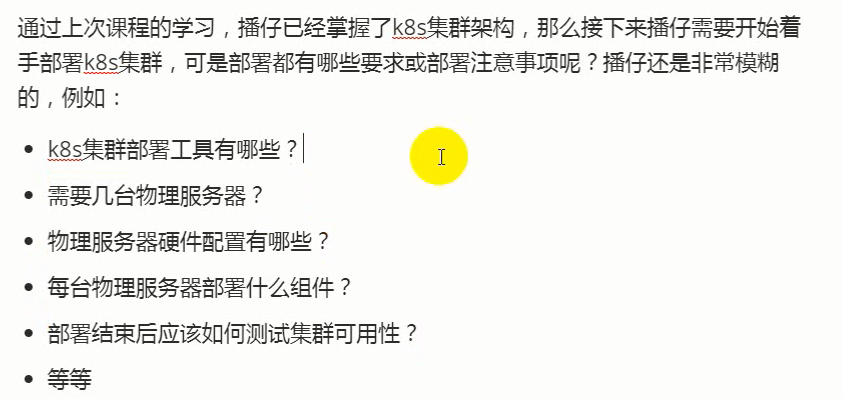 通过上次课程的学习，播仔已经掌握了k8s集群架构，那么接下来播仔需要开始着
手部署k8s集群，可是部署都有哪些要求或部署注意事项呢？播仔还是非常模糊
的，例如：
k8s集群部署工具有哪些？
需要几台物理服务器？
物理服务器硬件配置有哪些？
每台物理服务器部署什么组件？
部署结束后应该如何测试集群可用性？
等等